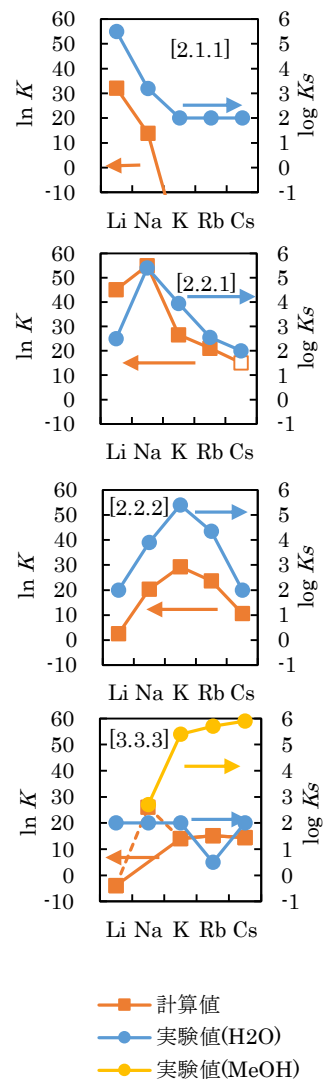 [2.1.1]
60 6
50 5
40 4
30 3
20 2
10 1
0 0
-10 -1
ln K
log Ks
Li Na K Rb Cs
[2.2.1]
60 6
50 5
40 4
30 3
20 2
10 1
0 0
-10 -1
ln K
log Ks
Li Na K Rb Cs
[2.2.2]
60 6
50 5
40 4
30 3
20 2
10 1
0 0
-10 -1
ln K
log Ks
Li Na K Rb Cs
[3.3.3]
60 6
50 5
40 4
30 3
20 2
10 1
0 0
-10 -1
ln K
log Ks
Li Na K Rb Cs
計算値
実験値(H2O)
実験値(MeOH)